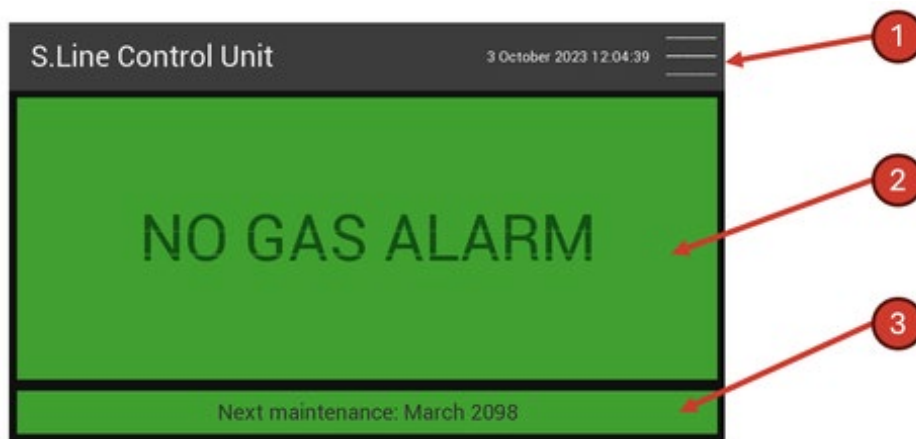 S.Line Control Unit
3 October 2023 12:04:39
1
NO GAS ALARM
2
Next maintenance: March 2098
3